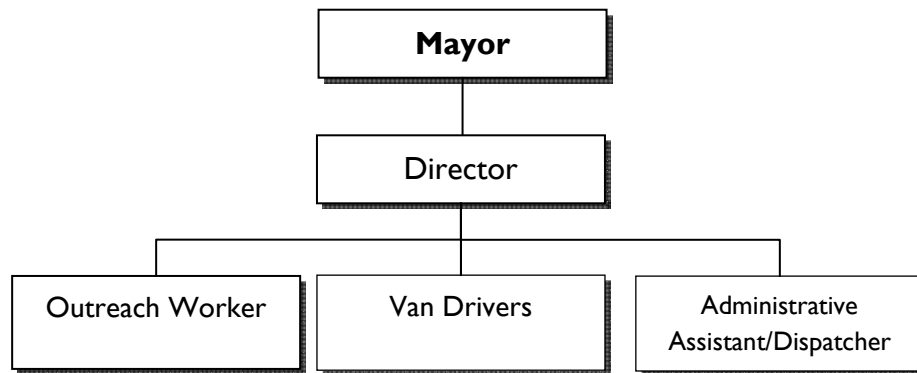 Mayor
Director
Outreach Worker
Van Drivers
Administrative
Assistant/Dispatcher